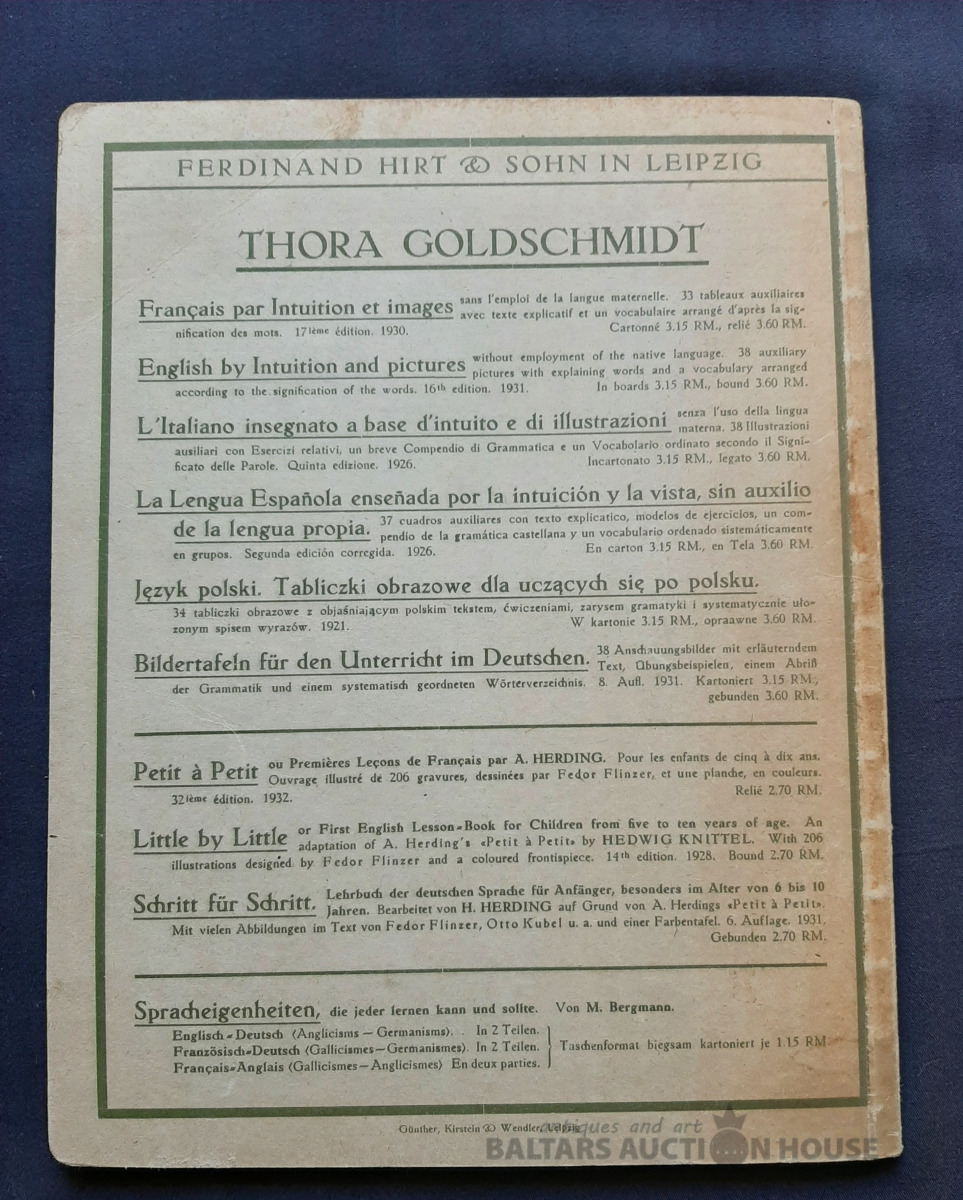 FERDINAND HIRT & SOHN IN LEIPZIG
THORA GOLDSCHMIDT
Français par Intuition et images sans l'emploi de la langue maternelle. 33 tableaux auxiliaires
avec texte explicatif et un vocabulaire arrangé d'après la sig-
nification des mots. 17ième édition. 1930. Cartonné 3.15 RM., relié 3.60 RM.
English by Intuition and pictures without employment of the native language. 38 auxiliary
pictures with explaining words and a vocabulary arranged
according to the signification of the words. 16th edition. 1931. In boards 3.15 RM., bound 3.60 RM.
L'Italiano insegnato a base d'intuito e di illustrazioni senza l'uso della lingua
materna. 38 Illustrazioni
ausiliari con Esercizi relativi, un breve Compendio di Grammatica e un Vocabolario ordinato secondo il Signi-
ficato delle Parole. Quinta edizione. 1926. Incartonato 3.15 RM., legato 3.60 RM.
La Lengua Española enseñada por la intuición y la vista, sin auxilio
de la lengua propia. 37 cuadros auxiliares con texto explicatico, modelos de ejercicios, un com-
pendio de la gramática castellana y un vocabulario ordenado sistemáticamente
en grupos. Segunda edición corregida. 1926. En carton 3.15 RM., en Tela 3.60 RM.
Język polski. Tabliczki obrazowe dla uczących się po polsku.
34 tabliczki obrazowe z objaśniającym polskim tekstem, ćwiczeniami, zarysem gramatyki i systematycznie uło-
zonym spisem wyrazów. 1921. W kartonie 3.15 RM., opraawne 3.60 RM.
Bildertafeln für den Unterricht im Deutschen. 38 Anschauungsbilder mit erläuterndem
Text, Übungsbeispielen, einem Abriß
der Grammatik und einem systematisch geordneten Wörterverzeichnis. 8. Aufl. 1931. Kartoniert 3.15 RM.,
gebunden 3.60 RM.
Petit à Petit ou Premières Leçons de Français par A. HERDING. Pour les enfants de cinq à dix ans.
Ouvrage illustré de 206 gravures, dessinées par Fedor Flinzer, et une planche, en couleurs.
32ième édition. 1932. Relié 2.70 RM.
Little by Little or First English Lesson-Book for Children from five to ten years of age. An
adaptation of A. Herding's «Petit à Petit» by HEDWIG KNITTEL. With 206
illustrations designed by Fedor Flinzer and a coloured frontispiece. 14th edition. 1928. Bound 2.70 RM.
Schritt für Schritt. Lehrbuch der deutschen Sprache für Anfänger, besonders im Alter von 6 bis 10
Jahren. Bearbeitet von H. HERDING auf Grund von A. Herdings «Petit à Petit».
Mit vielen Abbildungen im Text von Fedor Flinzer, Otto Kubel u. a. und einer Farbentafel. 6. Auflage. 1931.
Gebunden 2.70 RM.
Spracheigenheiten, die jeder lernen kann und sollte. Von M. Bergmann.
Englisch-Deutsch (Anglicisms — Germanisms). . In 2 Teilen.
Französisch-Deutsch (Gallicismes—Germanismes). In 2 Teilen. Taschenformat biegsam kartoniert je 1.15 RM.
Français-Anglais (Gallicismes—Anglicismes) En deux parties.
Günther, Kirstein & Wendler, Leipzig
antiques and art
BALTARS AUCTION HOUSE